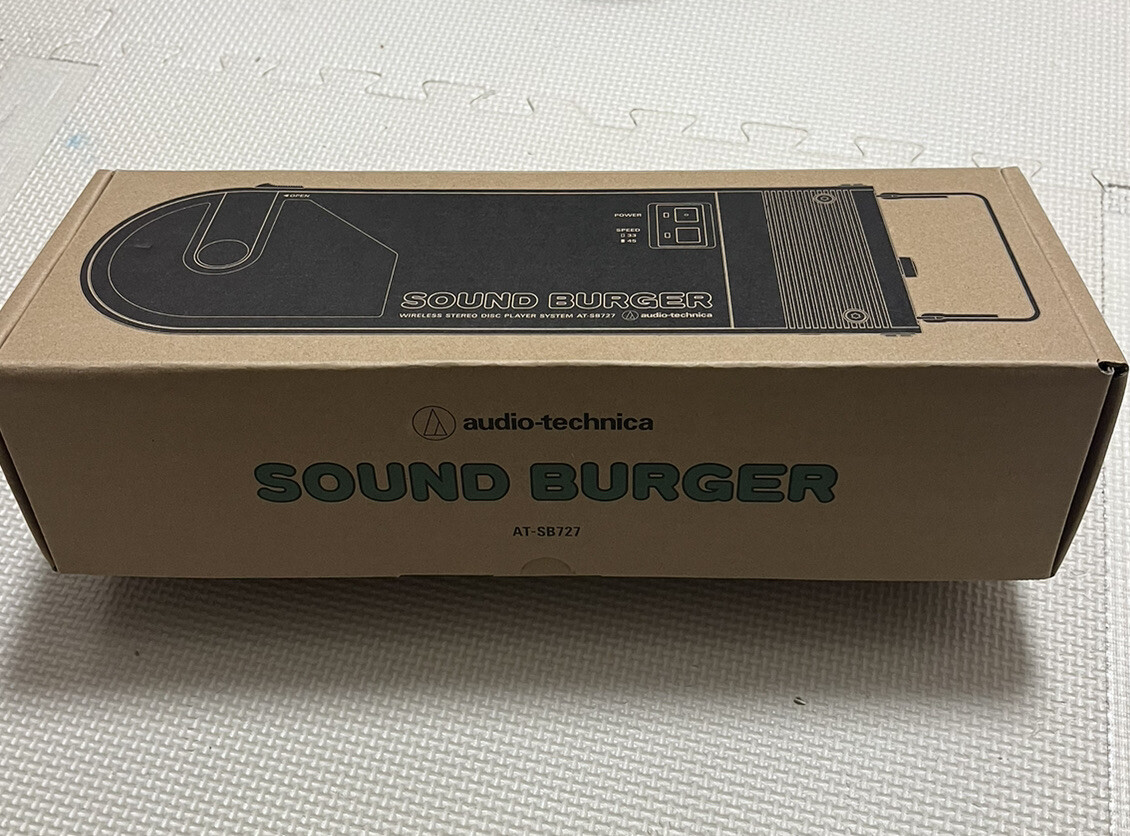 ◄OPEN
POWER
SPEED
33
45
SOUND BURGER
WIRELESS STEREO DISC PLAYER SYSTEM AT-SB727 audio-technica
audio-technica
SOUND BURGER
AT-SB727